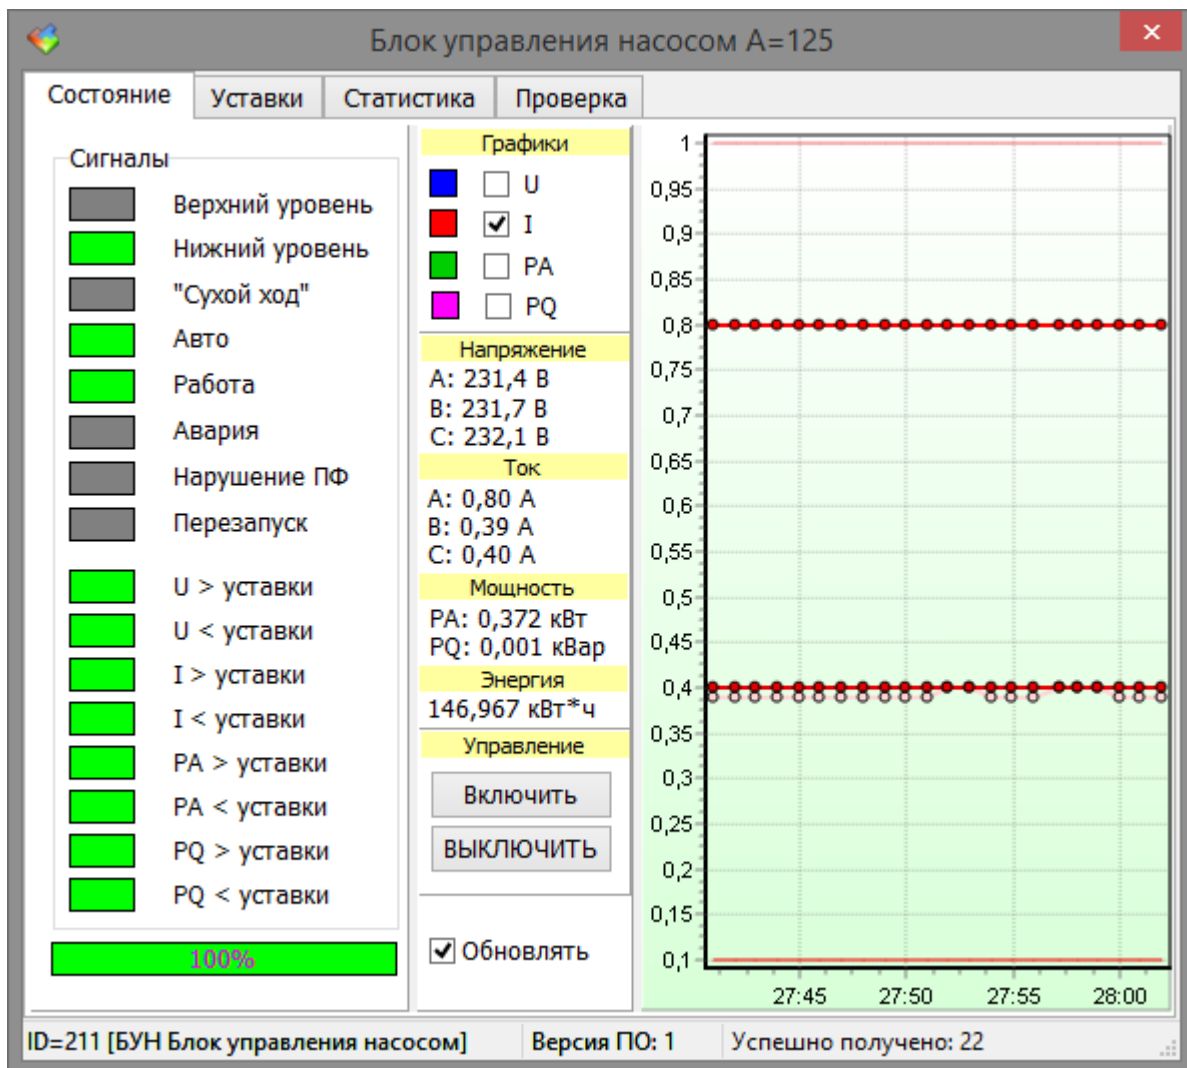 Блок управления насосом A=125
Состояние
Уставки
Статистика
Проверка
Сигналы
Верхний уровень
Нижний уровень
"Сухой ход"
Авто
Работа
Авария
Нарушение ПФ
Перезапуск
U > уставки
U < уставки
I > уставки
I < уставки
PA > уставки
PA < уставки
PQ > уставки
PQ < уставки
100%
Графики
U
I
PA
PQ
Напряжение
A: 231,4 В
B: 231,7 В
C: 232,1 В
Ток
A: 0,80 А
B: 0,39 А
C: 0,40 А
Мощность
PA: 0,372 кВт
PQ: 0,001 кВар
Энергия
146,967 кВт*ч
Управление
Включить
ВЫКЛЮЧИТЬ
Обновлять
1
0,95
0,9
0,85
0,8
0,75
0,7
0,65
0,6
0,55
0,5
0,45
0,4
0,35
0,3
0,25
0,2
0,15
0,1
27:45
27:50
27:55
28:00
ID=211 [БУН Блок управления насосом]
Версия ПО: 1
Успешно получено: 22